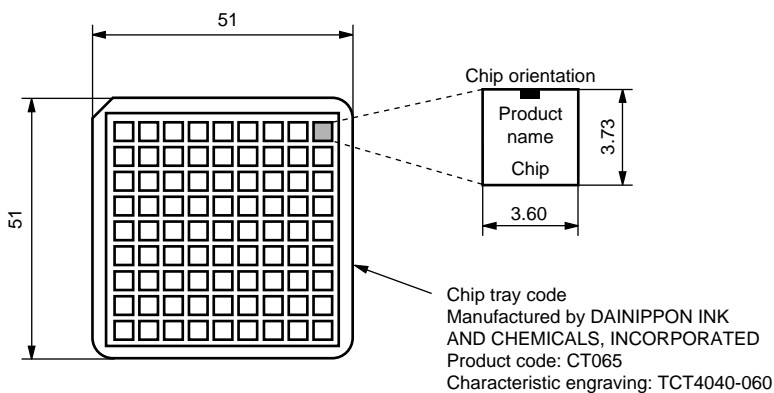 51
Chip orientation
Product
name
Chip
3.73
51
3.60
Chip tray code
Manufactured by DAINIPPON INK
AND CHEMICALS, INCORPORATED
Product code: CT065
Characteristic engraving: TCT4040-060